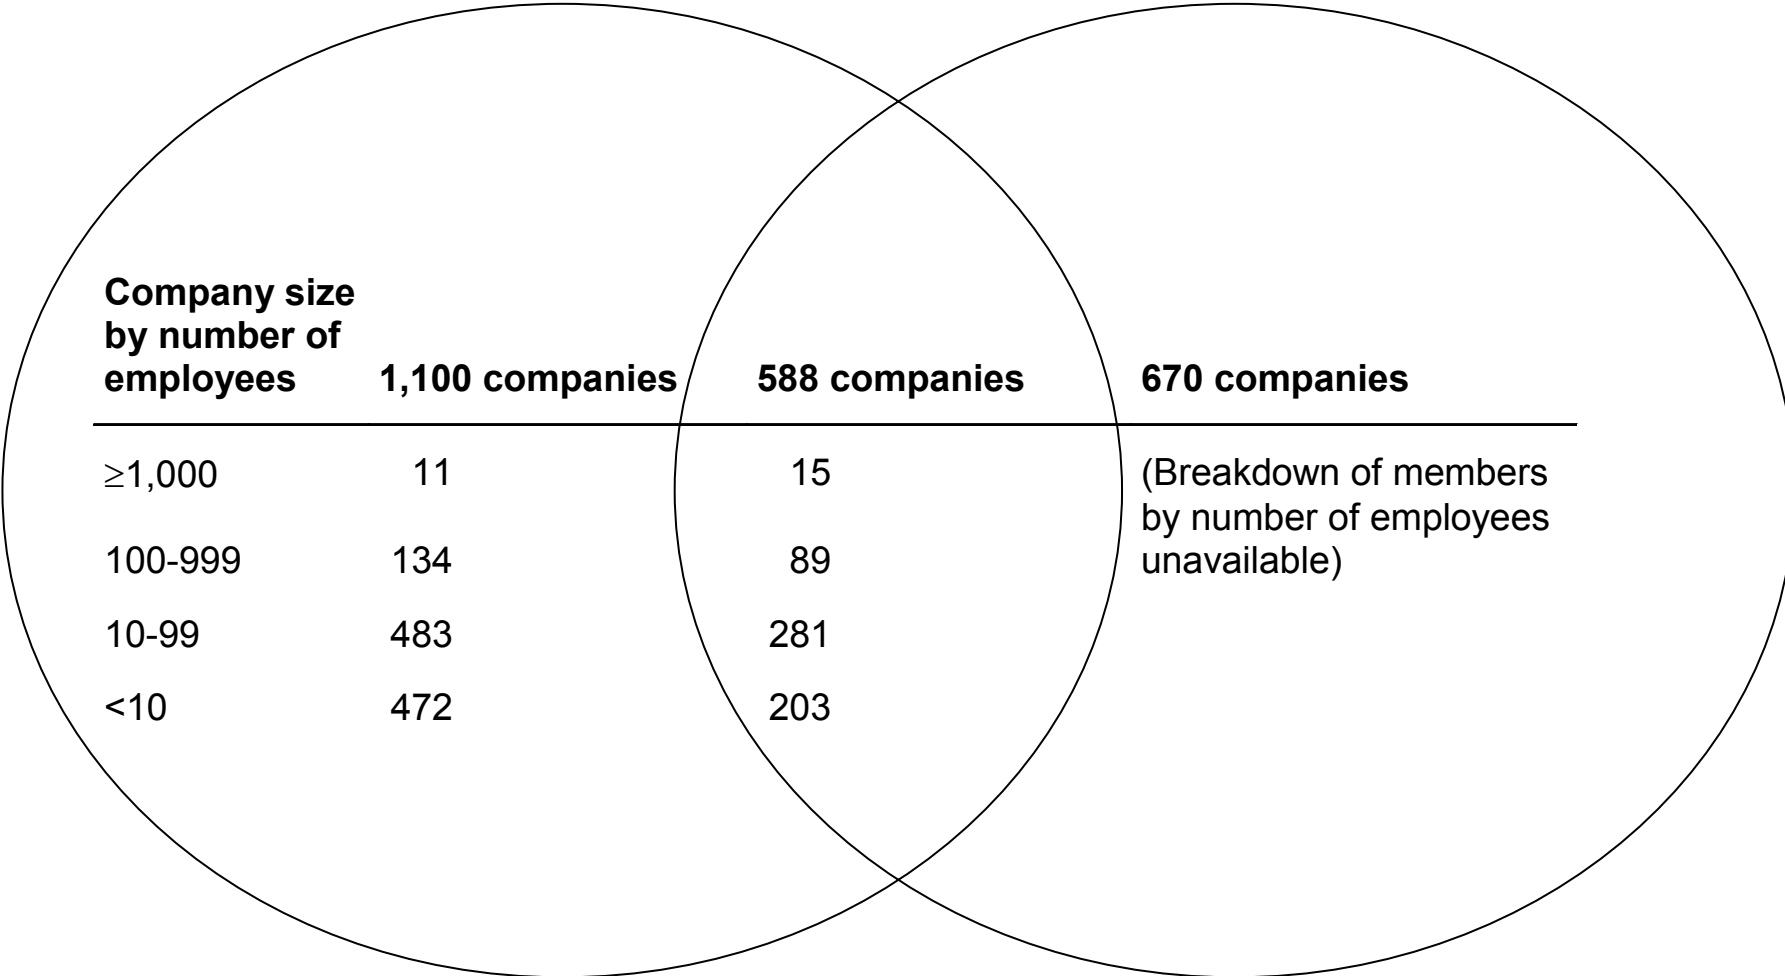 Company size
by number of
employees 1,100 companies 588 companies 670 companies
≥1,000 11 15 (Breakdown of members
by number of employees
100-999 134 89 unavailable)
10-99 483 281
<10 472 203